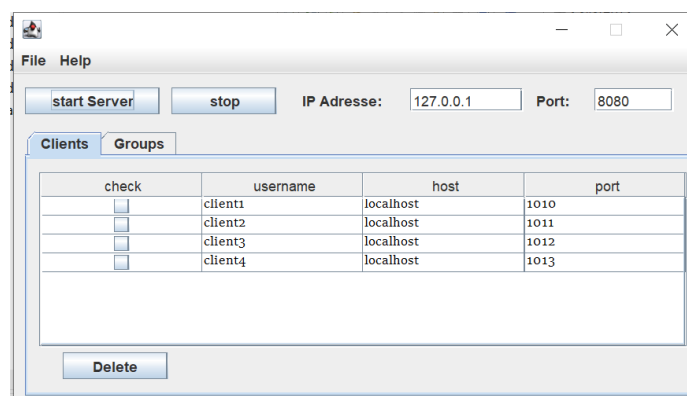 File Help
start Server stop IP Adresse: 127.0.0.1 Port: 8080
Clients Groups
check username host port
client1 localhost 1010
client2 localhost 1011
client3 localhost 1012
client4 localhost 1013
Delete